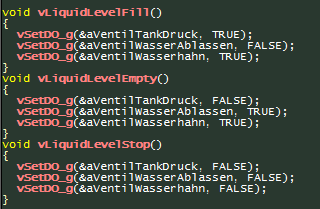 void vLiquidLevelFill()
{
vSetDO_g(&aVentilTankDruck, TRUE);
vSetDO_g(&aVentilWasserAblassen, FALSE);
vSetDO_g(&aVentilWasserhahn, TRUE);
}
void vLiquidLevelEmpty()
{
vSetDO_g(&aVentilTankDruck, FALSE);
vSetDO_g(&aVentilWasserAblassen, TRUE);
vSetDO_g(&aVentilWasserhahn, TRUE);
}
void vLiquidLevelStop()
{
vSetDO_g(&aVentilTankDruck, FALSE);
vSetDO_g(&aVentilWasserAblassen, FALSE);
vSetDO_g(&aVentilWasserhahn, FALSE);
}